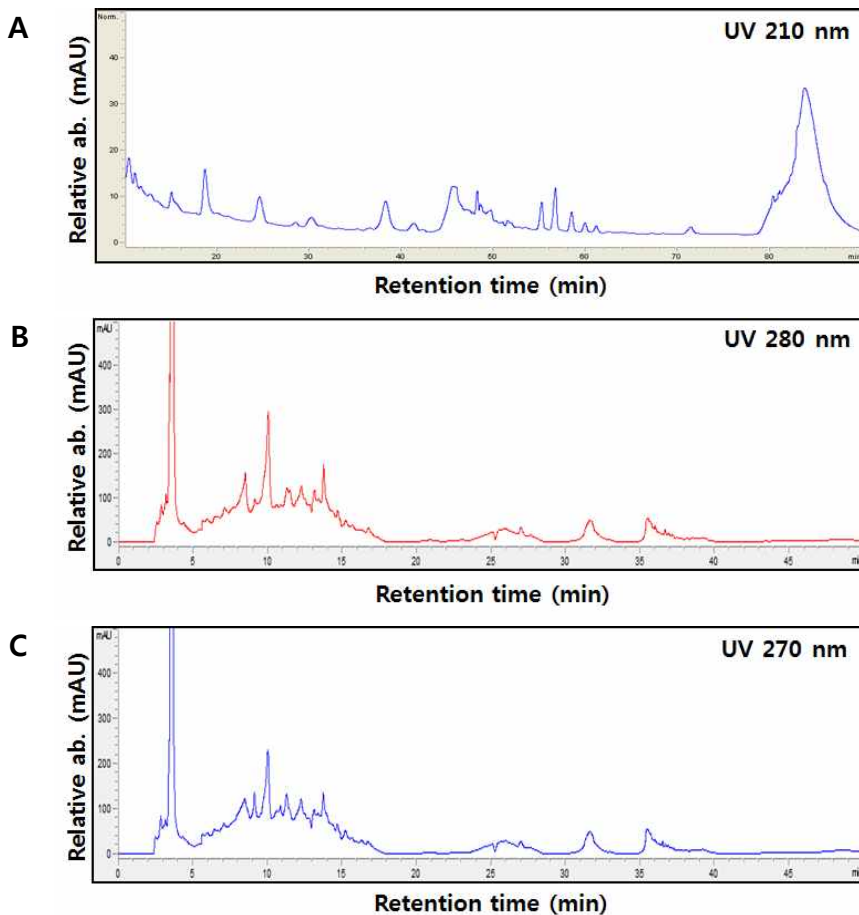 A
Norm.
UV 210 nm
Relative ab. (mAU)
40
30
20
10
0
20 30 40 50 60 70 80 min
Retention time (min)
B
mAU
UV 280 nm
Relative ab. (mAU)
400
300
200
100
0
0 5 10 15 20 25 30 35 40 45 min
Retention time (min)
C
mAU
UV 270 nm
Relative ab. (mAU)
400
300
200
100
0
0 5 10 15 20 25 30 35 40 45 min
Retention time (min)